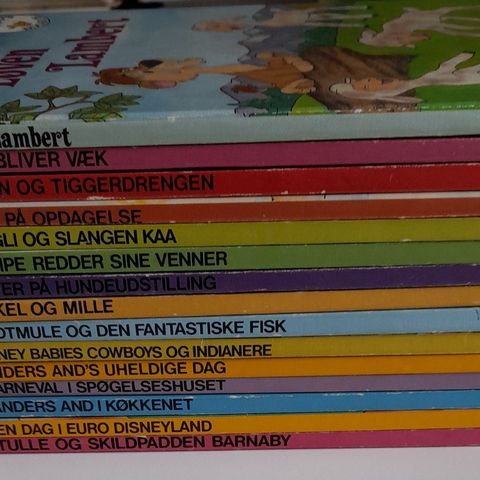 Løven
Lambert
Lambert
BLIVER VÆK
N OG TIGGERDRENGEN
PÅ OPDAGELSE
GLI OG SLANGEN KAA
IPE REDDER SINE VENNER
ER PÅ HUNDEUDSTILLING
KEL OG MILLE
OTMULE OG DEN FANTASTISKE FISK
NEY BABIES COWBOYS OG INDIANERE
NDERS AND'S UHELDIGE DAG
ARNEVAL I SPØGELSESHUSET
ANDERS AND I KØKKENET
EN DAG I EURO DISNEYLAND
TULLE OG SKILDPADDEN BARNABY